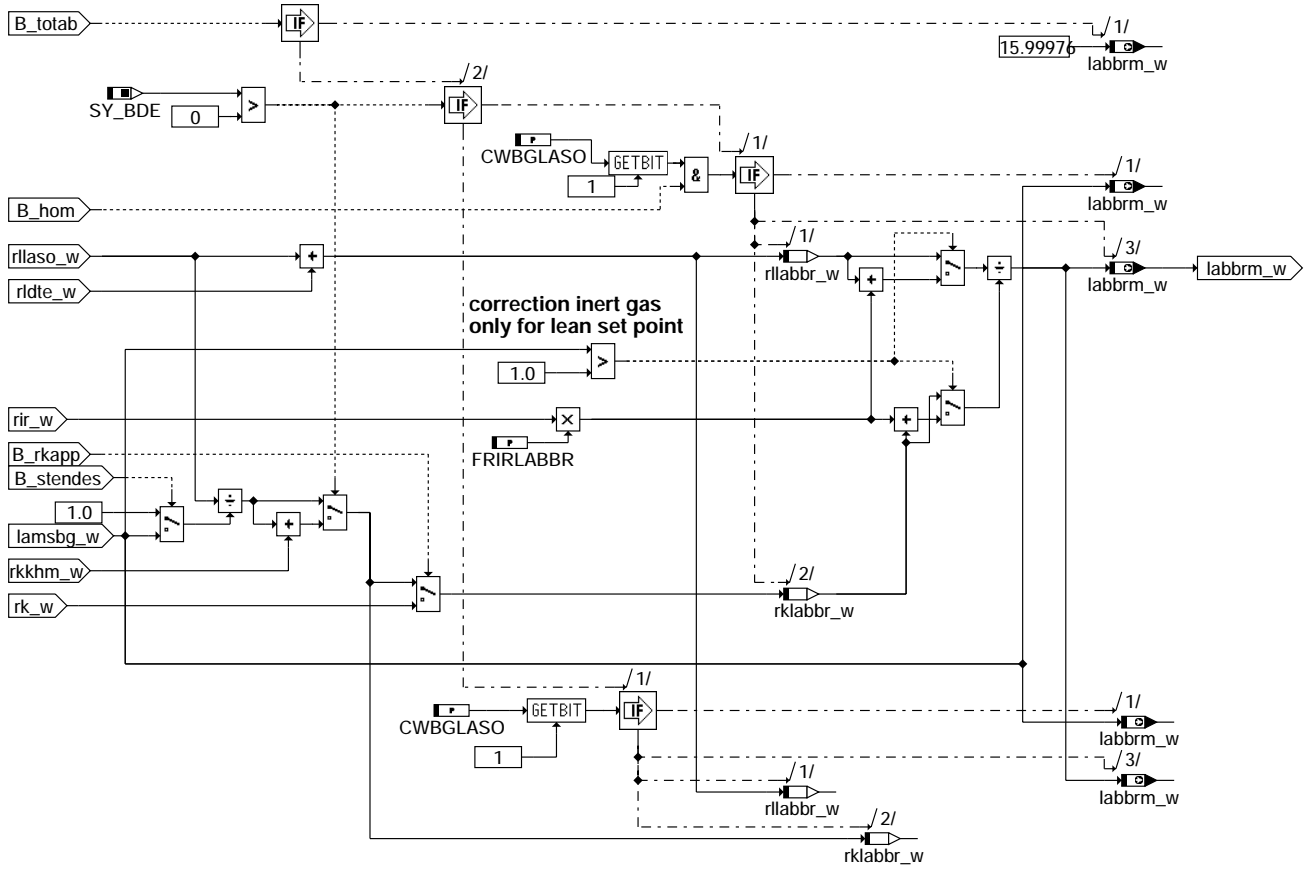 B_totab
IF
/1/
15.99976
labbrm_w
/2/
SY_BDE
>
0
IF
CWBGLASO
GETBIT
1
&
/1/
IF
/1/
labbrm_w
B_hom
rllaso_w
+
/1/
rllabbr_w
+
÷
/3/
labbrm_w
labbrm_w
rldte_w
correction inert gas
only for lean set point
>
1.0
rir_w
×
P
FRIRLABBR
+
B_rkapp
B_stendes
1.0
÷
+
lamsbg_w
rkkhm_w
rk_w
/2/
rklabbr_w
/1/
CWBGLASO
GETBIT
1
IF
/1/
labbrm_w
/3/
labbrm_w
/1/
rllabbr_w
/2/
rklabbr_w